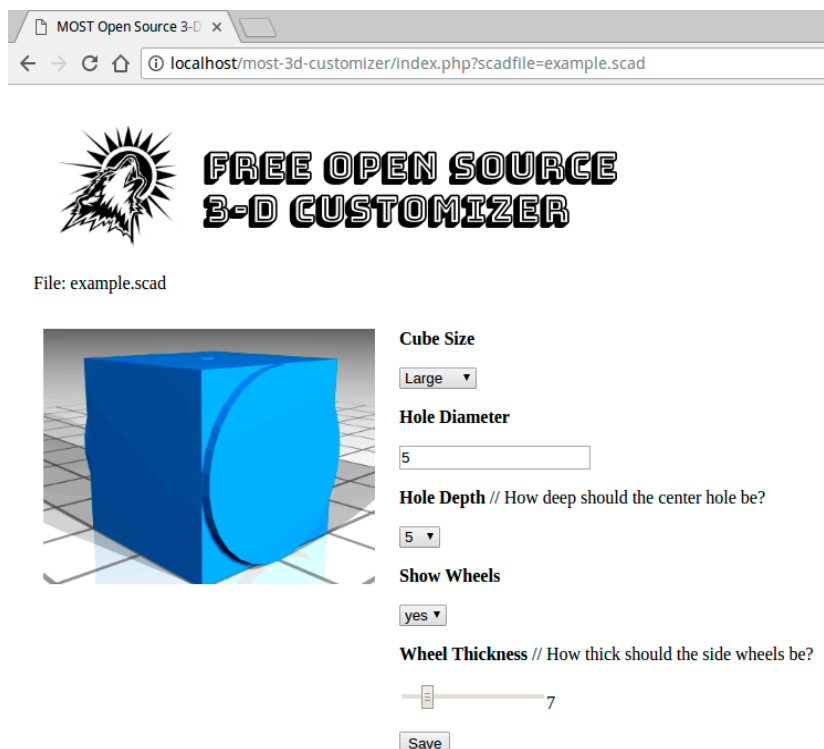 MOST Open Source 3-D
localhost/most-3d-customizer/index.php?scadfile=example.scad
FREE OPEN SOURCE
3-D CUSTOMIZER
File: example.scad
Cube Size
Large
Hole Diameter
5
Hole Depth // How deep should the center hole be?
5
Show Wheels
yes
Wheel Thickness // How thick should the side wheels be?
7
Save